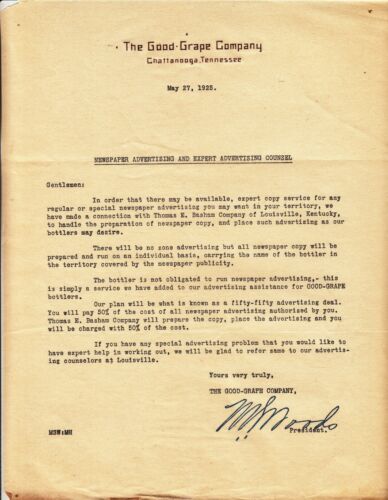 The Good-Grape Company
Chattanooga, Tennessee
May 27, 1925.
NEWSPAPER ADVERTISING AND EXPERT ADVERTISING COUNSEL
Gentlemen:
In order that there may be available, expert copy service for any
regular or special newspaper advertising you may want in your territory, we
have made a connection with Thomas E. Basham Company of Louisville, Kentucky,
to handle the preparation of newspaper copy, and place such advertising as our
bottlers may desire.
There will be no zone advertising but all newspaper copy will be
prepared and run on an individual basis, carrying the name of the bottler in
the territory covered by the newspaper publicity.
The bottler is not obligated to run newspaper advertising,- this
is simply a service we have added to our advertising assistance for GOOD-GRAPE
bottlers.
Our plan will be what is known as a fifty-fifty advertising deal.
You will pay 50% of the cost of all newspaper advertising authorized by you.
Thomas E. Basham Company will prepare the copy, place the advertising and you
will be charged with 50% of the cost.
If you have any special advertising problem that you would like to
have expert help in working out, we will be glad to refer same to our advertis-
ing counselors at Louisville.
Yours very truly,
THE GOOD-GRAPE COMPANY,
Woods
President.
MSW:MH